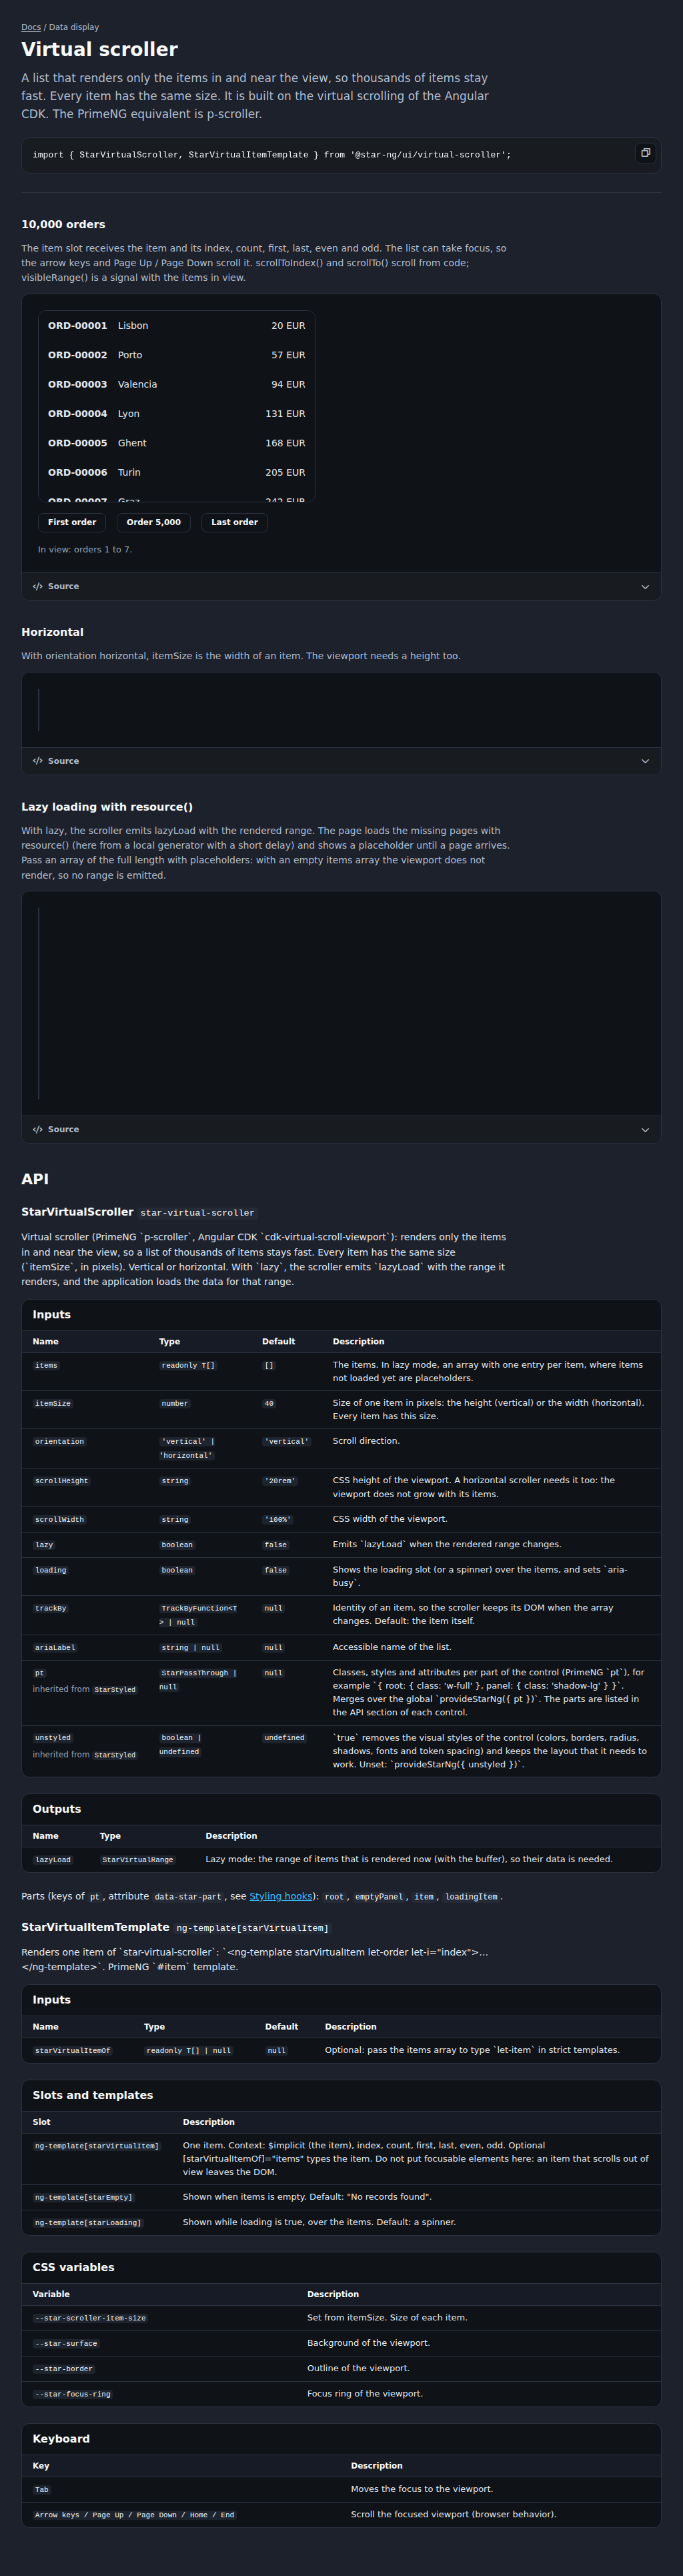 Docs / Data display
Virtual scroller
A list that renders only the items in and near the view, so thousands of items stay
fast. Every item has the same size. It is built on the virtual scrolling of the Angular
CDK. The PrimeNG equivalent is p-scroller.
import { StarVirtualScroller, StarVirtualItemTemplate } from '@star-ng/ui/virtual-scroller';
10,000 orders
The item slot receives the item and its index, count, first, last, even and odd. The list can take focus, so
the arrow keys and Page Up / Page Down scroll it. scrollToIndex() and scrollTo() scroll from code;
visibleRange() is a signal with the items in view.
ORD-00001 Lisbon 20 EUR
ORD-00002 Porto 57 EUR
ORD-00003 Valencia 94 EUR
ORD-00004 Lyon 131 EUR
ORD-00005 Ghent 168 EUR
ORD-00006 Turin 205 EUR
ORD-00007 Graz 242 EUR
First order Order 5,000 Last order
In view: orders 1 to 7.
</> Source
Horizontal
With orientation horizontal, itemSize is the width of an item. The viewport needs a height too.
</> Source
Lazy loading with resource()
With lazy, the scroller emits lazyLoad with the rendered range. The page loads the missing pages with
resource() (here from a local generator with a short delay) and shows a placeholder until a page arrives.
Pass an array of the full length with placeholders: with an empty items array the viewport does not
render, so no range is emitted.
</> Source
API
StarVirtualScroller star-virtual-scroller
Virtual scroller (PrimeNG `p-scroller`, Angular CDK `cdk-virtual-scroll-viewport`): renders only the items
in and near the view, so a list of thousands of items stays fast. Every item has the same size
(`itemSize`, in pixels). Vertical or horizontal. With `lazy`, the scroller emits `lazyLoad` with the range it
renders, and the application loads the data for that range.
Inputs
Name Type Default Description
items readonly T[] [] The items. In lazy mode, an array with one entry per item, where items
not loaded yet are placeholders.
itemSize number 40 Size of one item in pixels: the height (vertical) or the width (horizontal).
Every item has this size.
orientation 'vertical' | 'vertical' Scroll direction.
'horizontal'
scrollHeight string '20rem' CSS height of the viewport. A horizontal scroller needs it too: the
viewport does not grow with its items.
scrollWidth string '100%' CSS width of the viewport.
lazy boolean false Emits `lazyLoad` when the rendered range changes.
loading boolean false Shows the loading slot (or a spinner) over the items, and sets `aria-
busy`.
trackBy TrackByFunction<T null Identity of an item, so the scroller keeps its DOM when the array
> | null changes. Default: the item itself.
ariaLabel string | null null Accessible name of the list.
pt StarPassThrough | null Classes, styles and attributes per part of the control (PrimeNG `pt`), for
inherited from StarStyled null example `{ root: { class: 'w-full' }, panel: { class: 'shadow-lg' } }`.
Merges over the global `provideStarNg({ pt })`. The parts are listed in
the API section of each control.
unstyled boolean | undefined `true` removes the visual styles of the control (colors, borders, radius,
inherited from StarStyled undefined shadows, fonts and token spacing) and keeps the layout that it needs to
work. Unset: `provideStarNg({ unstyled })`.
Outputs
Name Type Description
lazyLoad StarVirtualRange Lazy mode: the range of items that is rendered now (with the buffer), so their data is needed.
Parts (keys of pt, attribute data-star-part, see Styling hooks): root, emptyPanel, item, loadingItem.
StarVirtualItemTemplate ng-template[starVirtualItem]
Renders one item of `star-virtual-scroller`: `<ng-template starVirtualItem let-order let-i="index">…
</ng-template>`. PrimeNG `#item` template.
Inputs
Name Type Default Description
starVirtualItemOf readonly T[] | null null Optional: pass the items array to type `let-item` in strict templates.
Slots and templates
Slot Description
ng-template[starVirtualItem] One item. Context: $implicit (the item), index, count, first, last, even, odd. Optional
[starVirtualItemOf]="items" types the item. Do not put focusable elements here: an item that scrolls out of
view leaves the DOM.
ng-template[starEmpty] Shown when items is empty. Default: "No records found".
ng-template[starLoading] Shown while loading is true, over the items. Default: a spinner.
CSS variables
Variable Description
--star-scroller-item-size Set from itemSize. Size of each item.
--star-surface Background of the viewport.
--star-border Outline of the viewport.
--star-focus-ring Focus ring of the viewport.
Keyboard
Key Description
Tab Moves the focus to the viewport.
Arrow keys / Page Up / Page Down / Home / End Scroll the focused viewport (browser behavior).